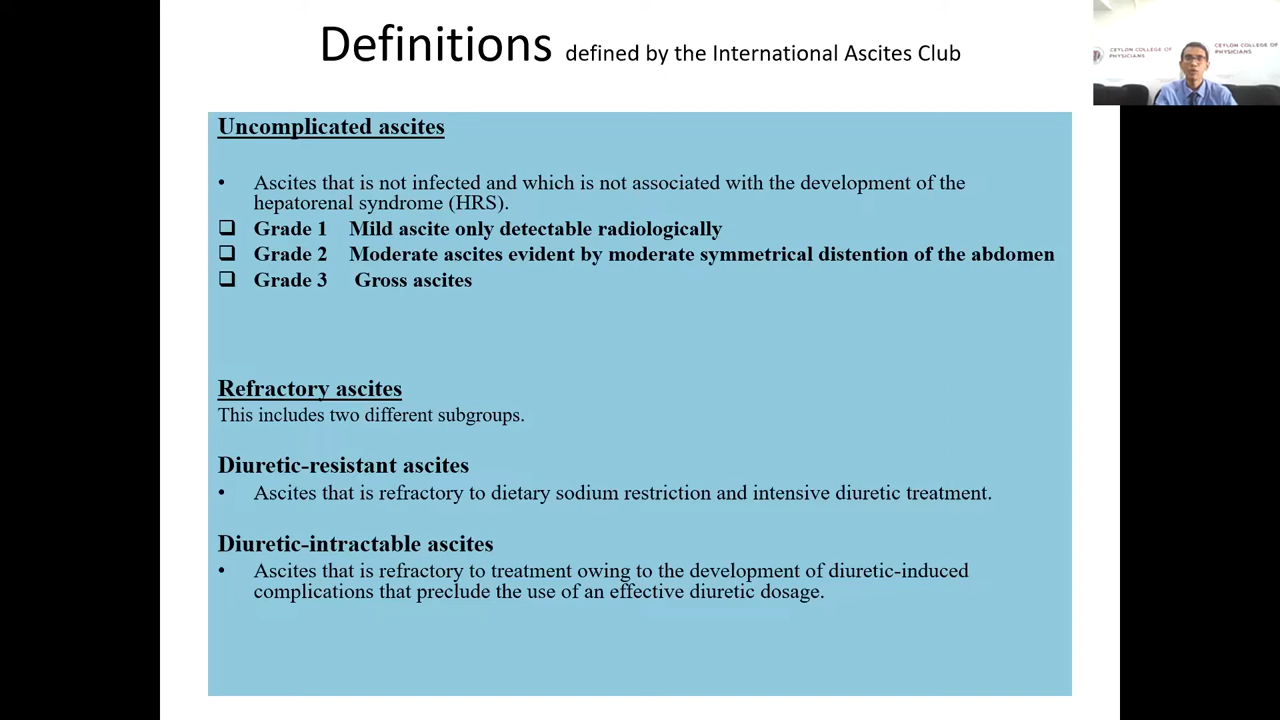 Definitions defined by the International Ascites Club
CEYLON COLLEGE OF
PHYSICIANS
CEYLON COLLEGE OF
PHYSICIANS
Uncomplicated ascites
• Ascites that is not infected and which is not associated with the development of the
hepatorenal syndrome (HRS).
❑ Grade 1 Mild ascite only detectable radiologically
❑ Grade 2 Moderate ascites evident by moderate symmetrical distention of the abdomen
❑ Grade 3 Gross ascites
Refractory ascites
This includes two different subgroups.
Diuretic-resistant ascites
• Ascites that is refractory to dietary sodium restriction and intensive diuretic treatment.
Diuretic-intractable ascites
• Ascites that is refractory to treatment owing to the development of diuretic-induced
complications that preclude the use of an effective diuretic dosage.